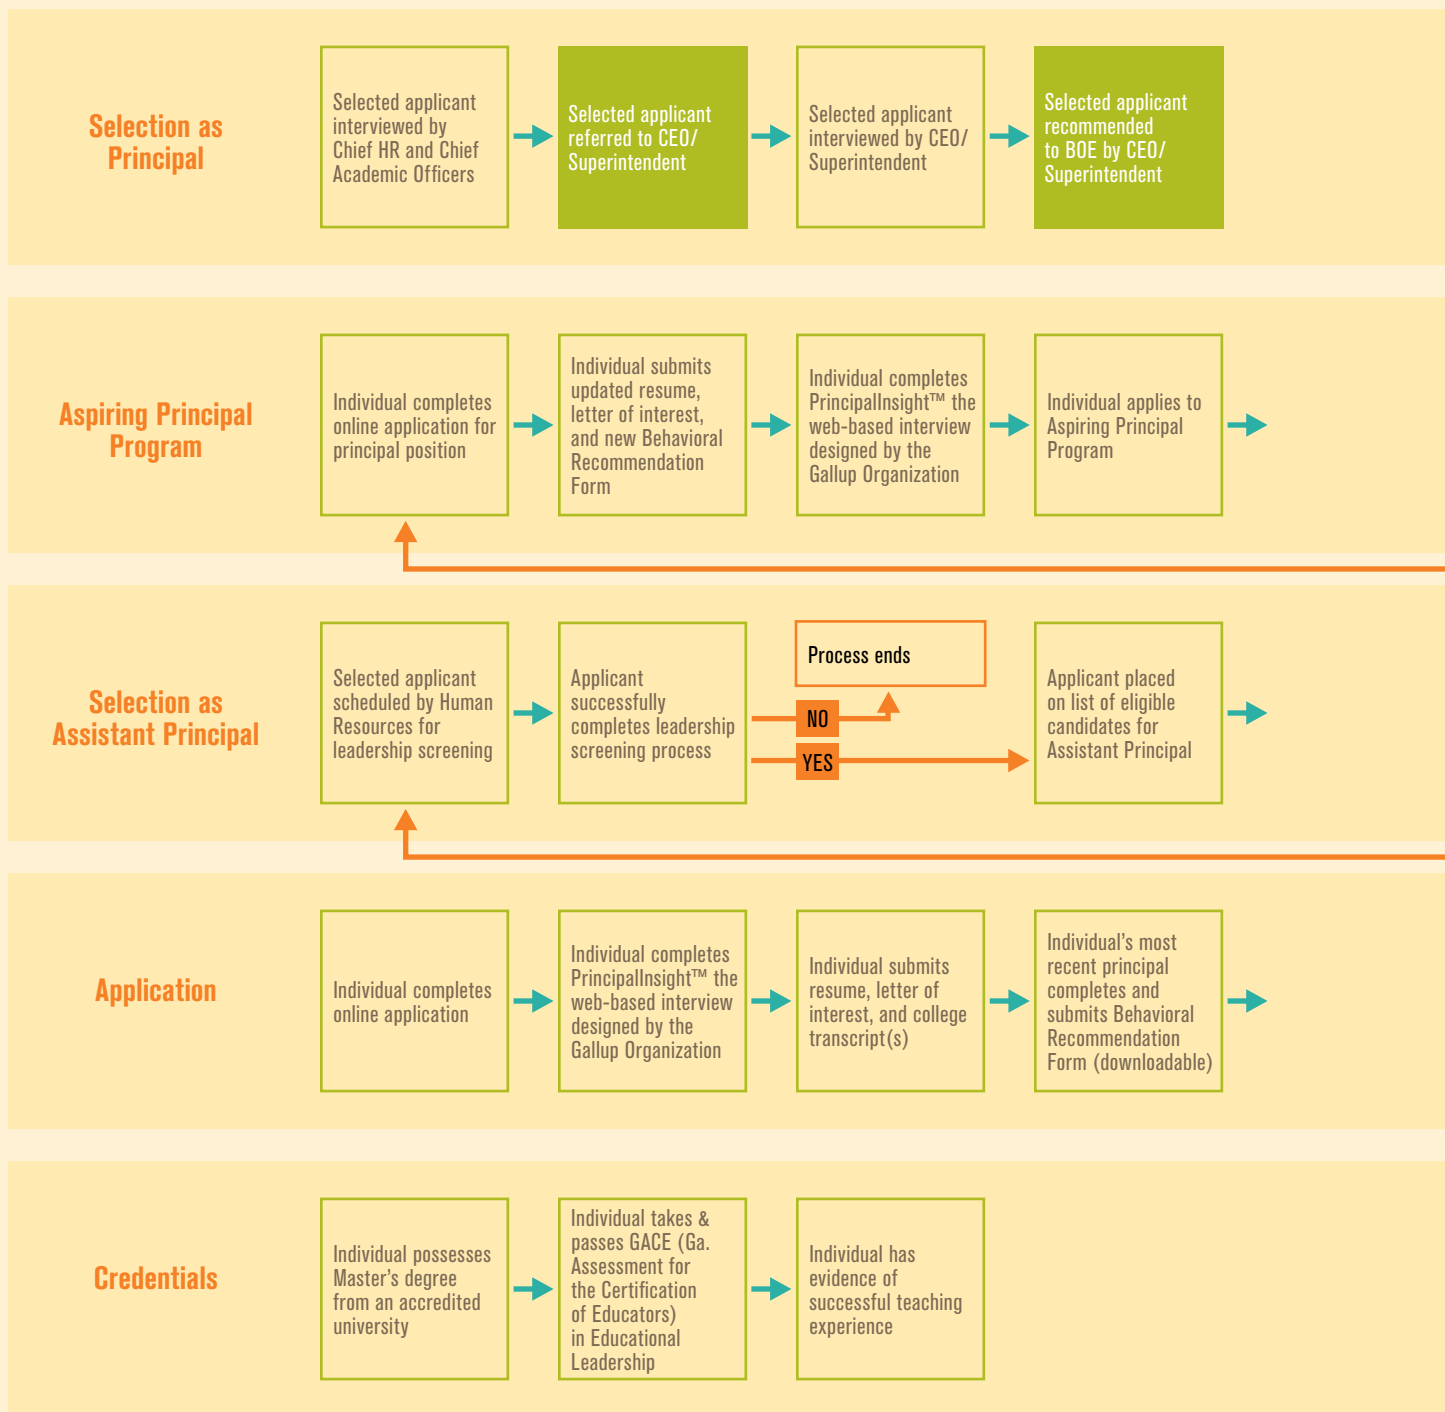 Selection as
Principal
Selected applicant
interviewed by
Chief HR and Chief
Academic Officers
Selected applicant
referred to CEO/
Superintendent
Selected applicant
interviewed by CEO/
Superintendent
Selected applicant
recommended
to BOE by CEO/
Superintendent
Aspiring Principal
Program
Individual completes
online application for
principal position
Individual submits
updated resume,
letter of interest,
and new Behavioral
Recommendation
Form
Individual completes
PrincipalInsight™ the
web-based interview
designed by the
Gallup Organization
Individual applies to
Aspiring Principal
Program
Selection as
Assistant Principal
Selected applicant
scheduled by Human
Resources for
leadership screening
Applicant
successfully
completes leadership
screening process
Process ends
NO
YES
Applicant placed
on list of eligible
candidates for
Assistant Principal
Application
Individual completes
online application
Individual completes
PrincipalInsight™ the
web-based interview
designed by the
Gallup Organization
Individual submits
resume, letter of
interest, and college
transcript(s)
Individual’s most
recent principal
completes and
submits Behavioral
Recommendation
Form (downloadable)
Credentials
Individual possesses
Master’s degree
from an accredited
university
Individual takes &
passes GACE (Ga.
Assessment for
the Certification
of Educators)
in Educational
Leadership
Individual has
evidence of
successful teaching
experience